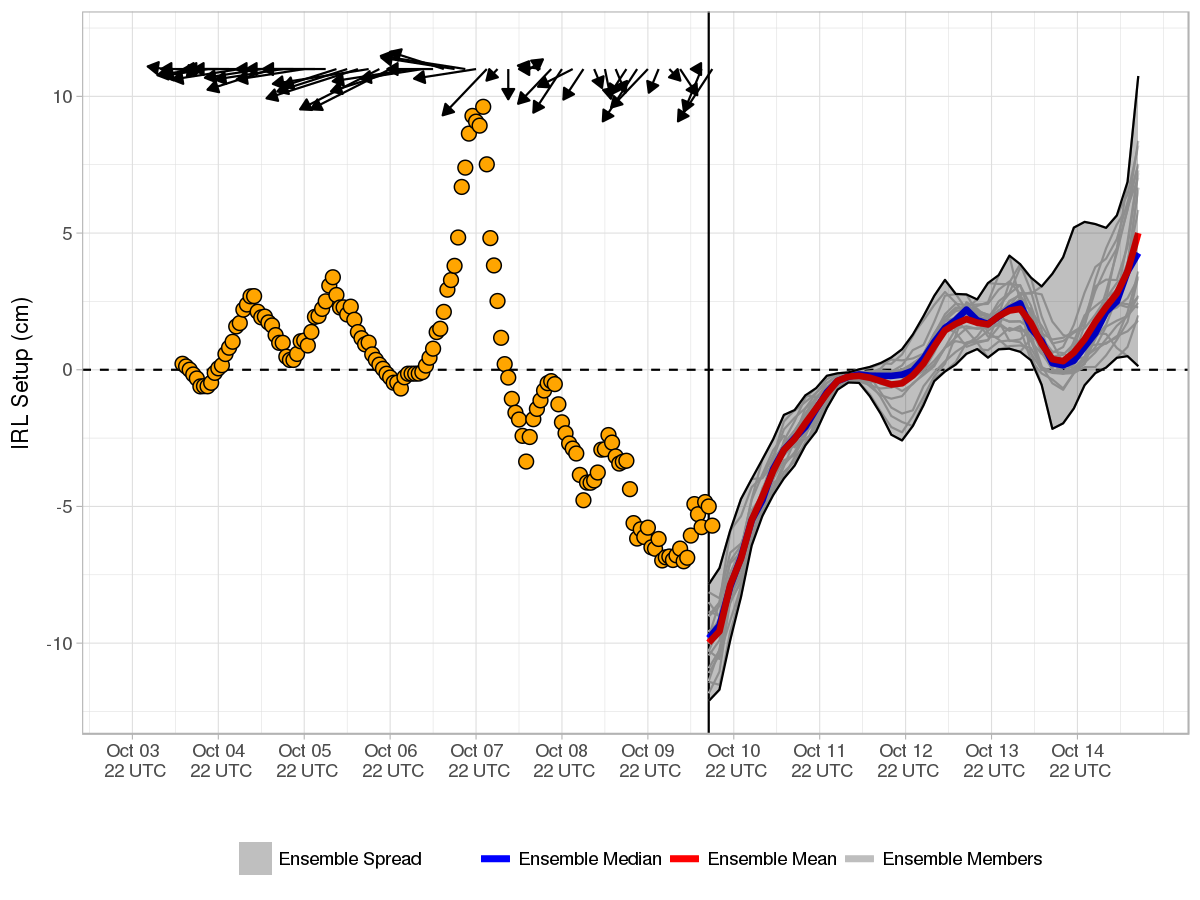 IRL Setup (cm)
10
5
0
-5
-10
Oct 03 Oct 04 Oct 05 Oct 06 Oct 07 Oct 08 Oct 09 Oct 10 Oct 11 Oct 12 Oct 13 Oct 14
22 UTC 22 UTC 22 UTC 22 UTC 22 UTC 22 UTC 22 UTC 22 UTC 22 UTC 22 UTC 22 UTC 22 UTC
Ensemble Spread Ensemble Median Ensemble Mean Ensemble Members